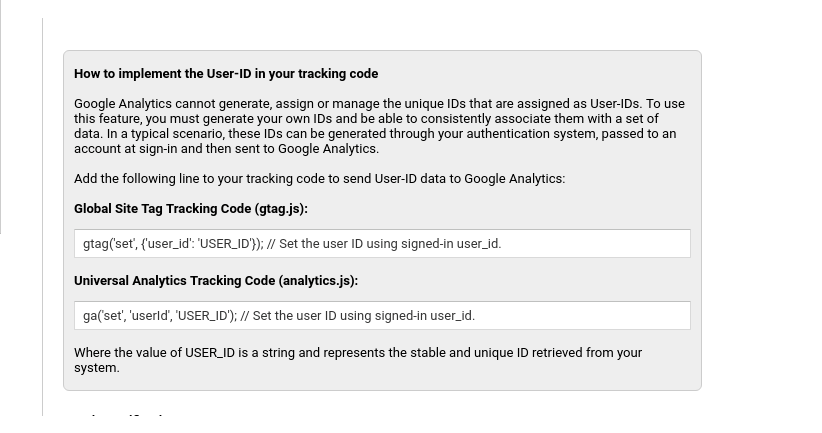 How to implement the User-ID in your tracking code
Google Analytics cannot generate, assign or manage the unique IDs that are assigned as User-IDs. To use
this feature, you must generate your own IDs and be able to consistently associate them with a set of
data. In a typical scenario, these IDs can be generated through your authentication system, passed to an
account at sign-in and then sent to Google Analytics.
Add the following line to your tracking code to send User-ID data to Google Analytics:
Global Site Tag Tracking Code (gtag.js):
gtag('set', {'user_id': 'USER_ID'}); // Set the user ID using signed-in user_id.
Universal Analytics Tracking Code (analytics.js):
ga('set', 'userId', 'USER_ID'); // Set the user ID using signed-in user_id.
Where the value of USER_ID is a string and represents the stable and unique ID retrieved from your
system.